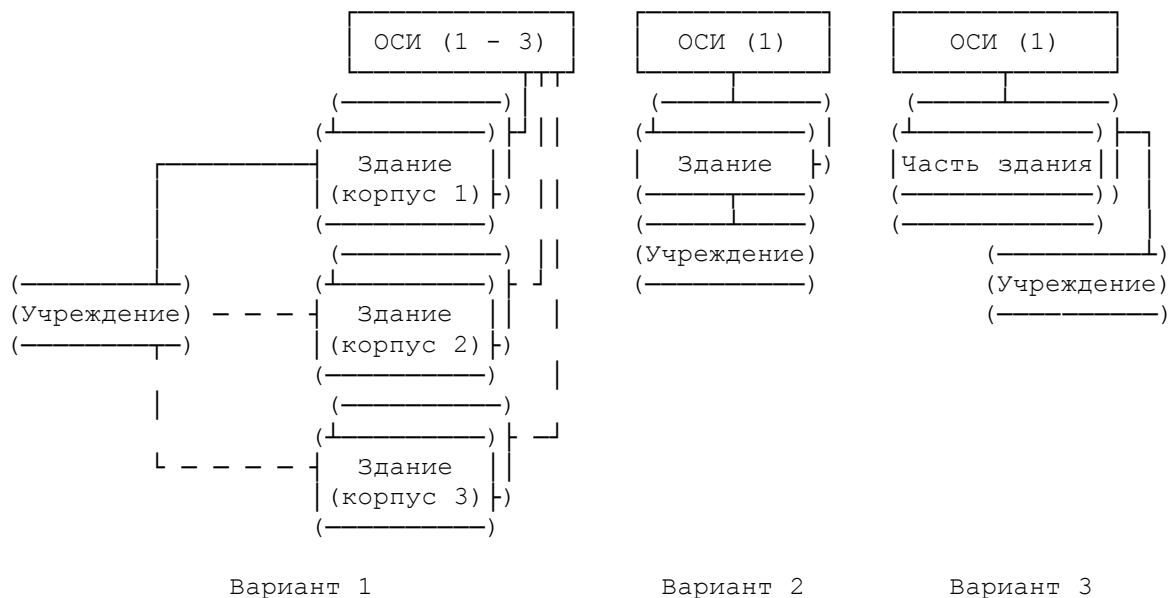 ОСИ (1 - 3) ОСИ (1) ОСИ (1)
Здание Здание Часть здания
(корпус 1)
(Учреждение)
(Учреждение) Здание (Учреждение)
(корпус 2)
Здание
(корпус 3)
Вариант 1 Вариант 2 Вариант 3